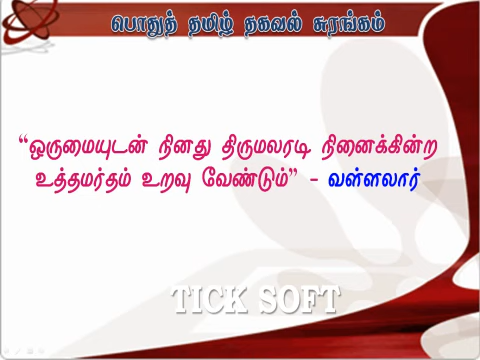 பொதுத் தமிழ் தகவல் சுரங்கம்
“ஒருமையுடன் நினது திருமலரடி நினைக்கின்ற
உத்தமர்தம் உறவு வேண்டும்” - வள்ளலார்
TICK SOFT